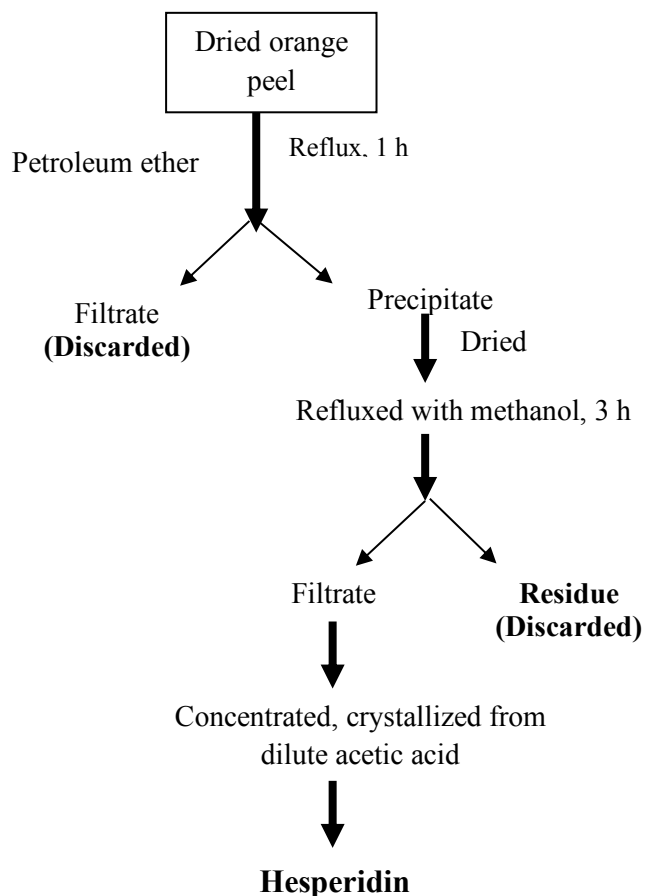 Dried orange
peel
Petroleum ether
Reflux, 1 h
Filtrate
(Discarded)
Precipitate
Dried
Refluxed with methanol, 3 h
Filtrate
Residue
(Discarded)
Concentrated, crystallized from
dilute acetic acid
Hesperidin